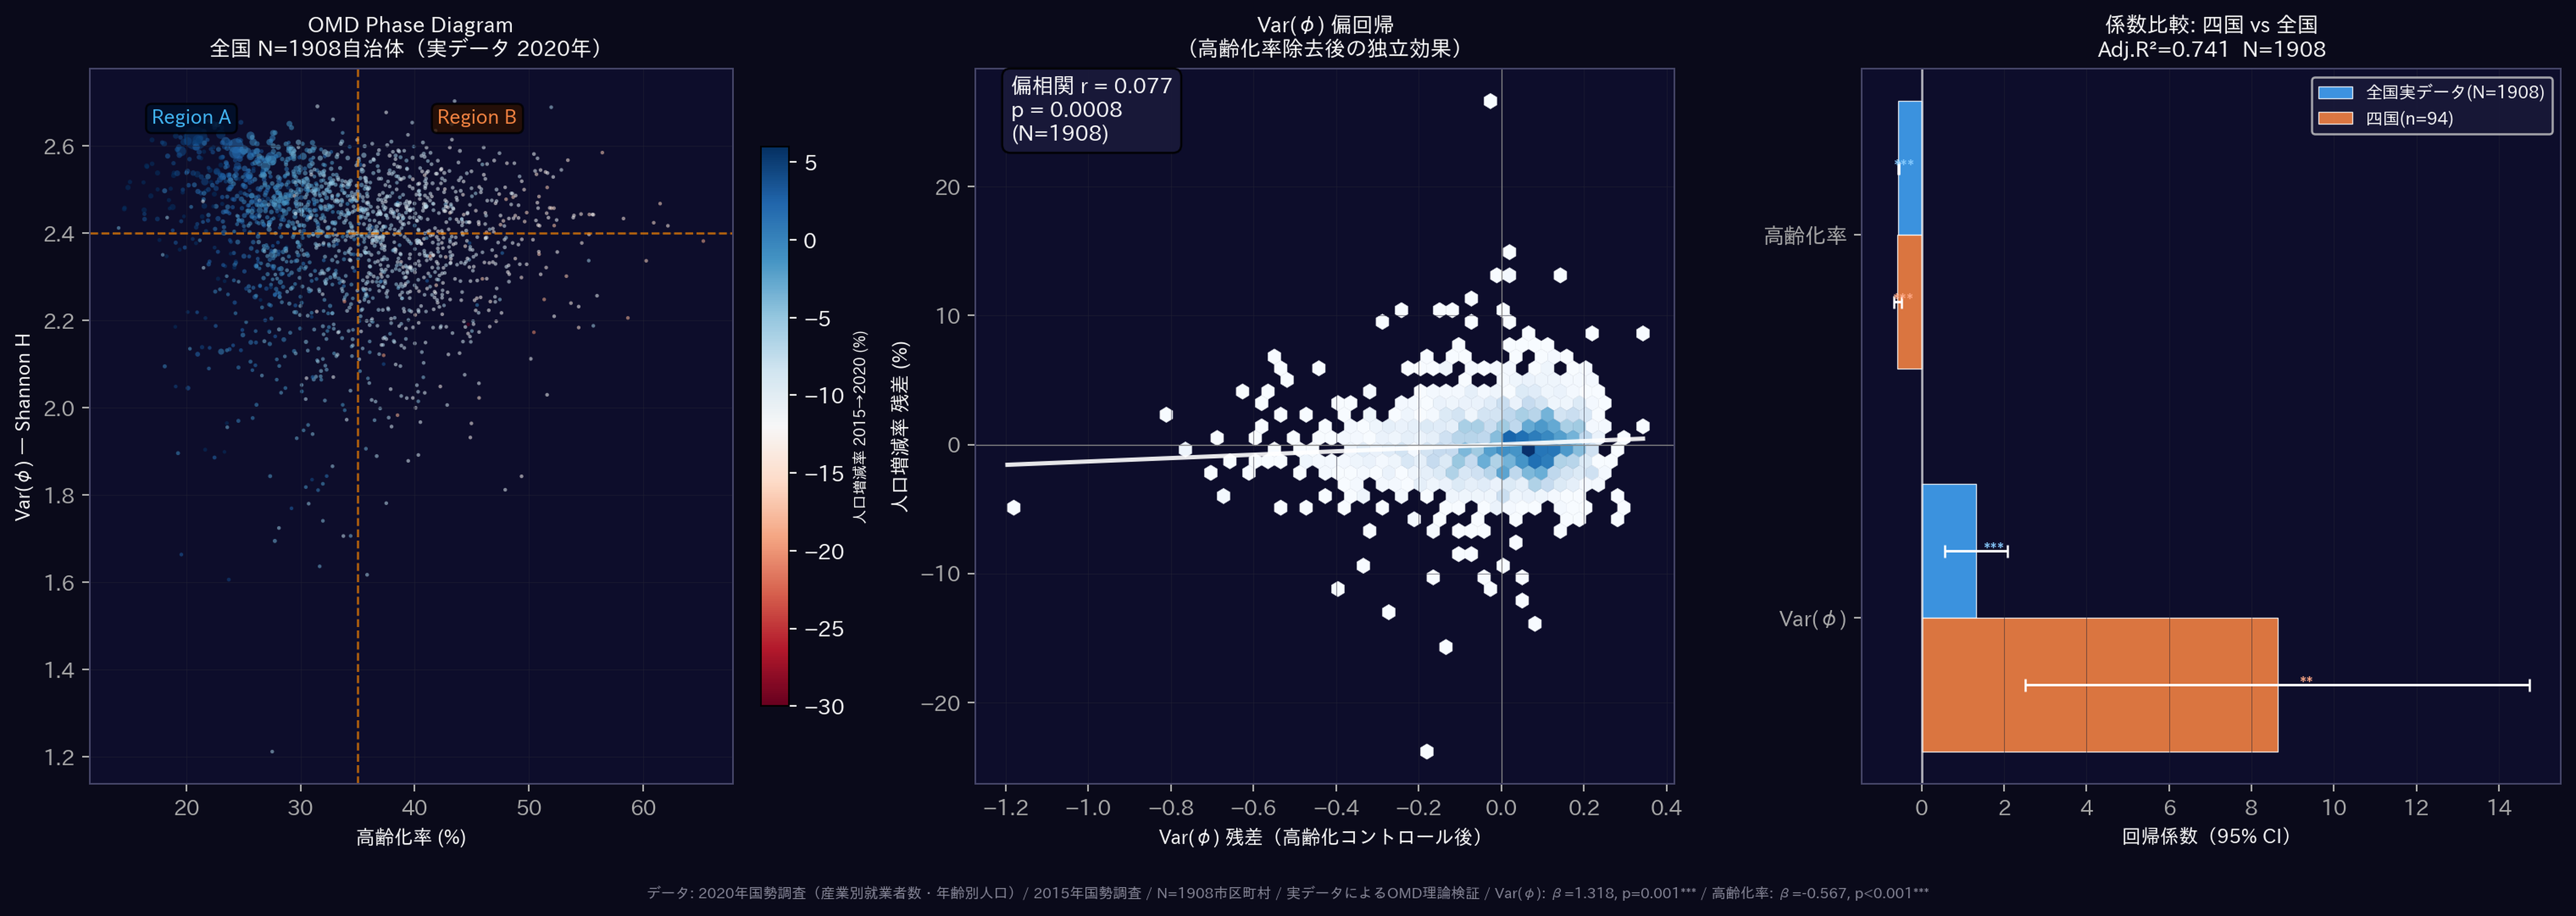 OMD Phase Diagram
全国 N=1908自治体（実データ 2020年）
Region A
Region B
2.6
2.4
2.2
2.0
1.8
1.6
1.4
1.2
Var(φ) — Shannon H
20
30
40
50
60
高齢化率 (%)
5
0
−5
−10
−15
−20
−25
−30
人口増減率 2015→2020 (%)
Var(φ) 偏回帰
（高齢化率除去後の独立効果）
偏相関 r = 0.077
p = 0.0008
(N=1908)
20
10
0
−10
−20
人口増減率 残差 (%)
−1.2
−1.0
−0.8
−0.6
−0.4
−0.2
0.0
0.2
0.4
Var(φ) 残差（高齢化コントロール後）
係数比較: 四国 vs 全国
Adj.R²=0.741  N=1908
全国実データ(N=1908)
四国(n=94)
***
高齢化率
***
***
Var(φ)
**
0
2
4
6
8
10
12
14
回帰係数（95% CI）
データ: 2020年国勢調査（産業別就業者数・年齢別人口）/ 2015年国勢調査 / N=1908市区町村 / 実データによるOMD理論検証 / Var(φ): β=1.318, p=0.001*** / 高齢化率: β=-0.567, p<0.001***